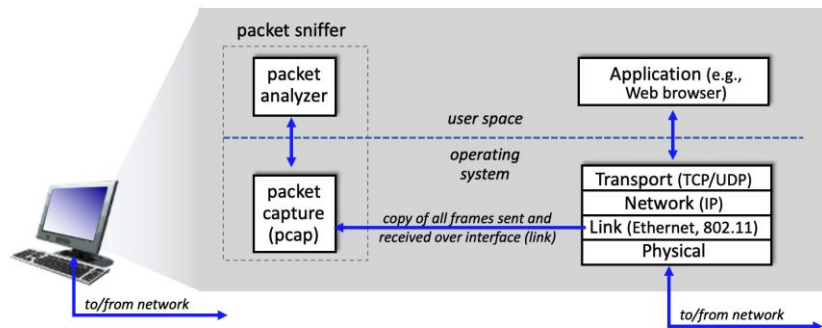 packet sniffer
packet
analyzer
Application (e.g.,
Web browser)
user space
operating
system
packet
capture
(pcap)
copy of all frames sent and
received over interface (link)
Transport (TCP/UDP)
Network (IP)
Link (Ethernet, 802.11)
Physical
to/from network
to/from network